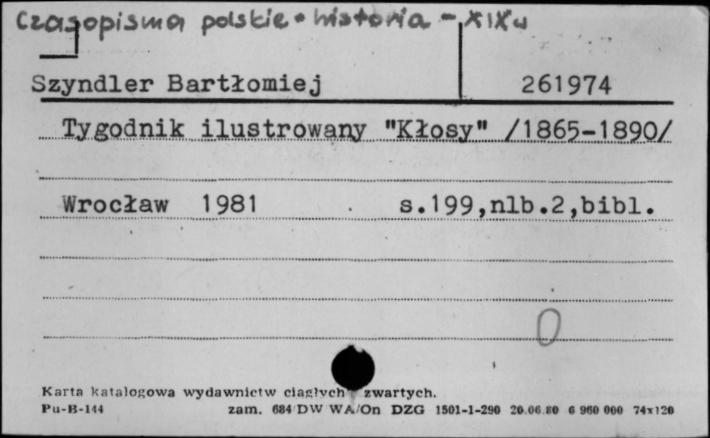 Czasopisma polskie - historia - XIX w
Szyndler Bartłomiej 261974
Tygodnik ilustrowany "Kłosy" /1865-1890/
Wrocław 1981 s.199,nlb.2,bibl.
0
Karta katalogowa wydawnictw ciągłych zwartych.
Pu-B-144 zam. 684/DW WA/On DZG 1501-1-290 20.06.80 6 960 000 74x120